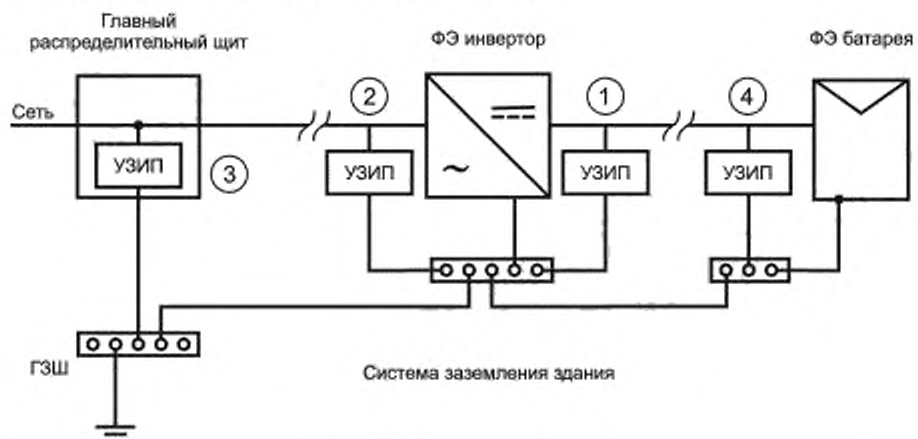 Главный
распределительный щит
ФЭ инвертор
ФЭ батарея
Сеть
2
1
4
УЗИП
3
УЗИП
УЗИП
УЗИП
~
ГЗШ
Система заземления здания